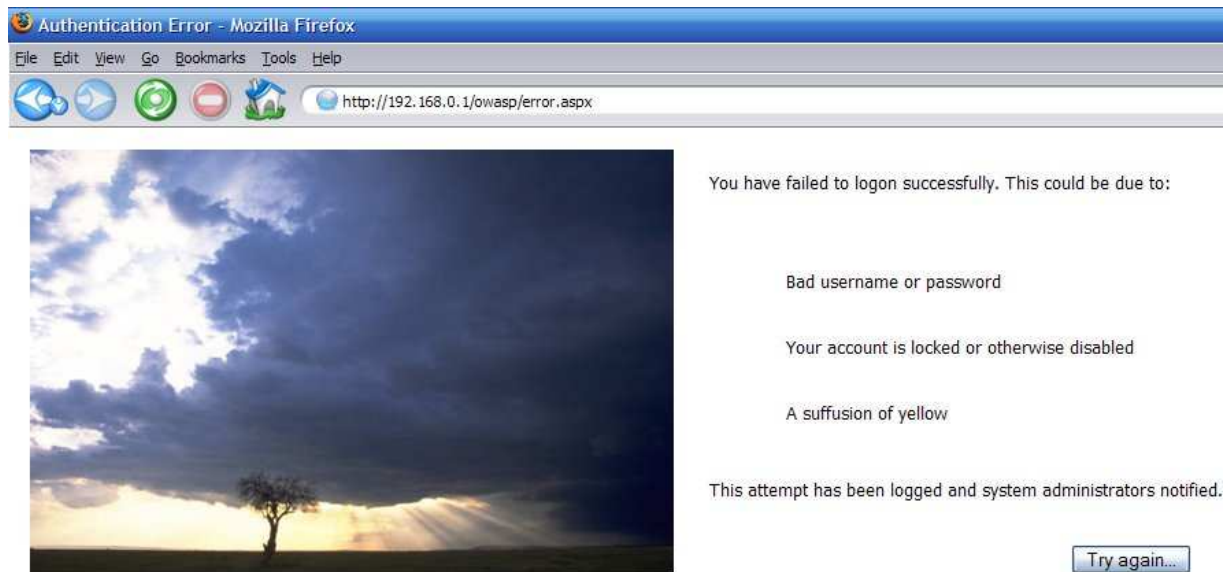 Authentication Error - Mozilla Firefox
File Edit View Go Bookmarks Tools Help
http://192.168.0.1/owasp/error.aspx
You have failed to logon successfully. This could be due to:
Bad username or password
Your account is locked or otherwise disabled
A suffusion of yellow
This attempt has been logged and system administrators notified.
Try again...